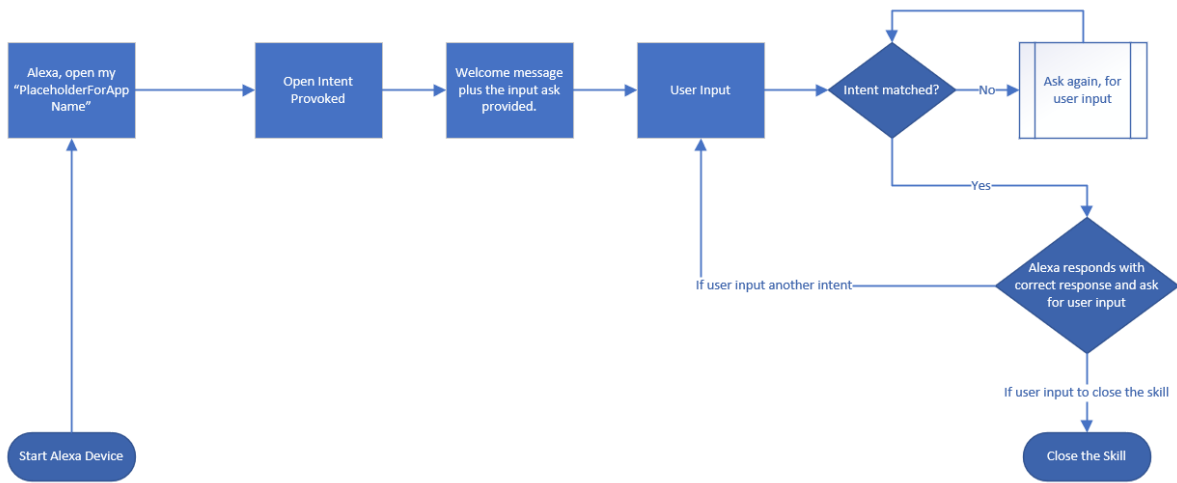 Alexa, open my
“PlaceholderForApp
Name”
Open Intent
Provoked
Welcome message
plus the input ask
provided.
User Input
Intent matched?
No
Ask again, for
user input
Yes
Alexa responds with
correct response and ask
for user input
If user input another intent
If user input to close the skill
Start Alexa Device
Close the Skill